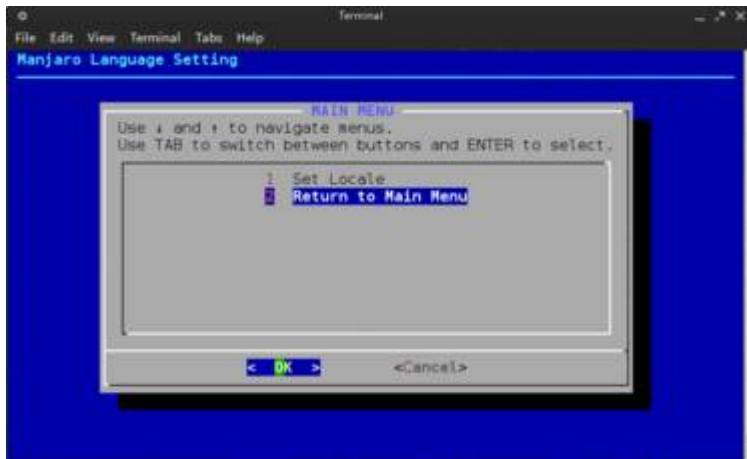 Terminal
File Edit View Terminal Tabs Help
Manjaro Language Setting
MAIN MENU
Use ↓ and ↑ to navigate menus.
Use TAB to switch between buttons and ENTER to select.
1 Set Locale
2 Return to Main Menu
< OK > <Cancel>